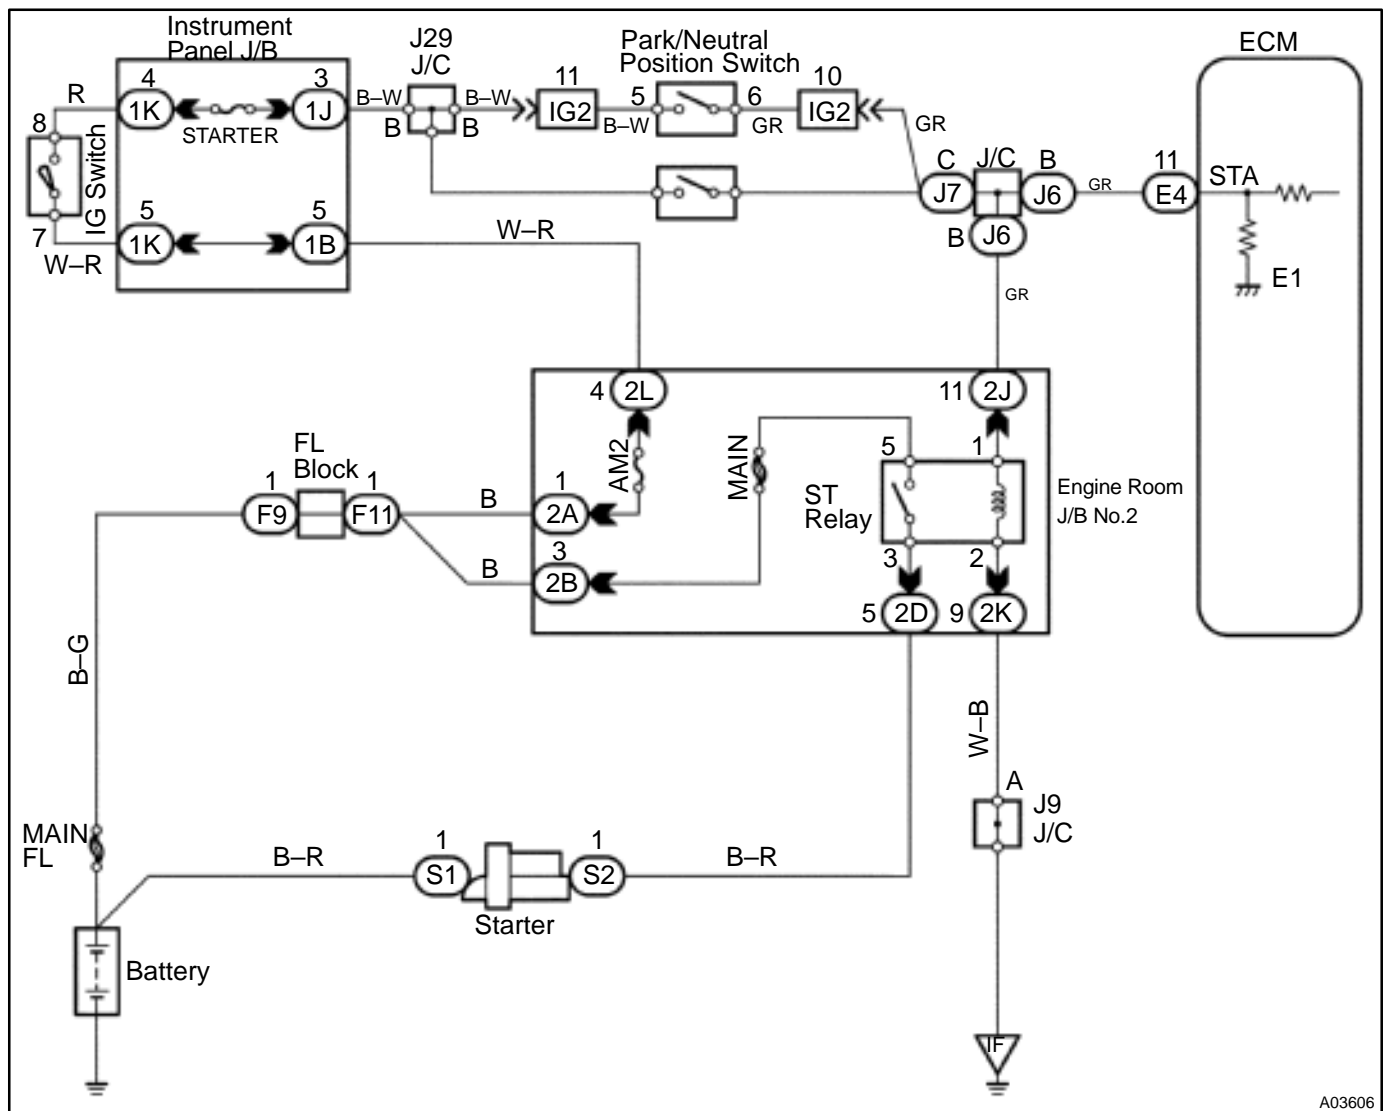 Instrument
Panel J/B
J29
J/C
Park/Neutral
Position Switch
ECM
R
4
1K
STARTER
3
1J
B–W
B
B–W
B
11
IG2
B–W
5
6
GR
10
IG2
GR
8
IG Switch
7
W–R
5
1K
5
1B
W–R
C
J7
J/C
B
J6
GR
11
E4
STA
E1
B
J6
GR
4
2L
11
2J
AM2
MAIN
5
1
ST
Relay
3
2
Engine Room
J/B No.2
FL
Block
1
F9
1
F11
B
1
2A
B
3
2B
5
2D
9
2K
B–G
W–B
A
J9
J/C
MAIN
FL
B–R
1
S1
1
S2
B–R
Starter
Battery
IF
A03606